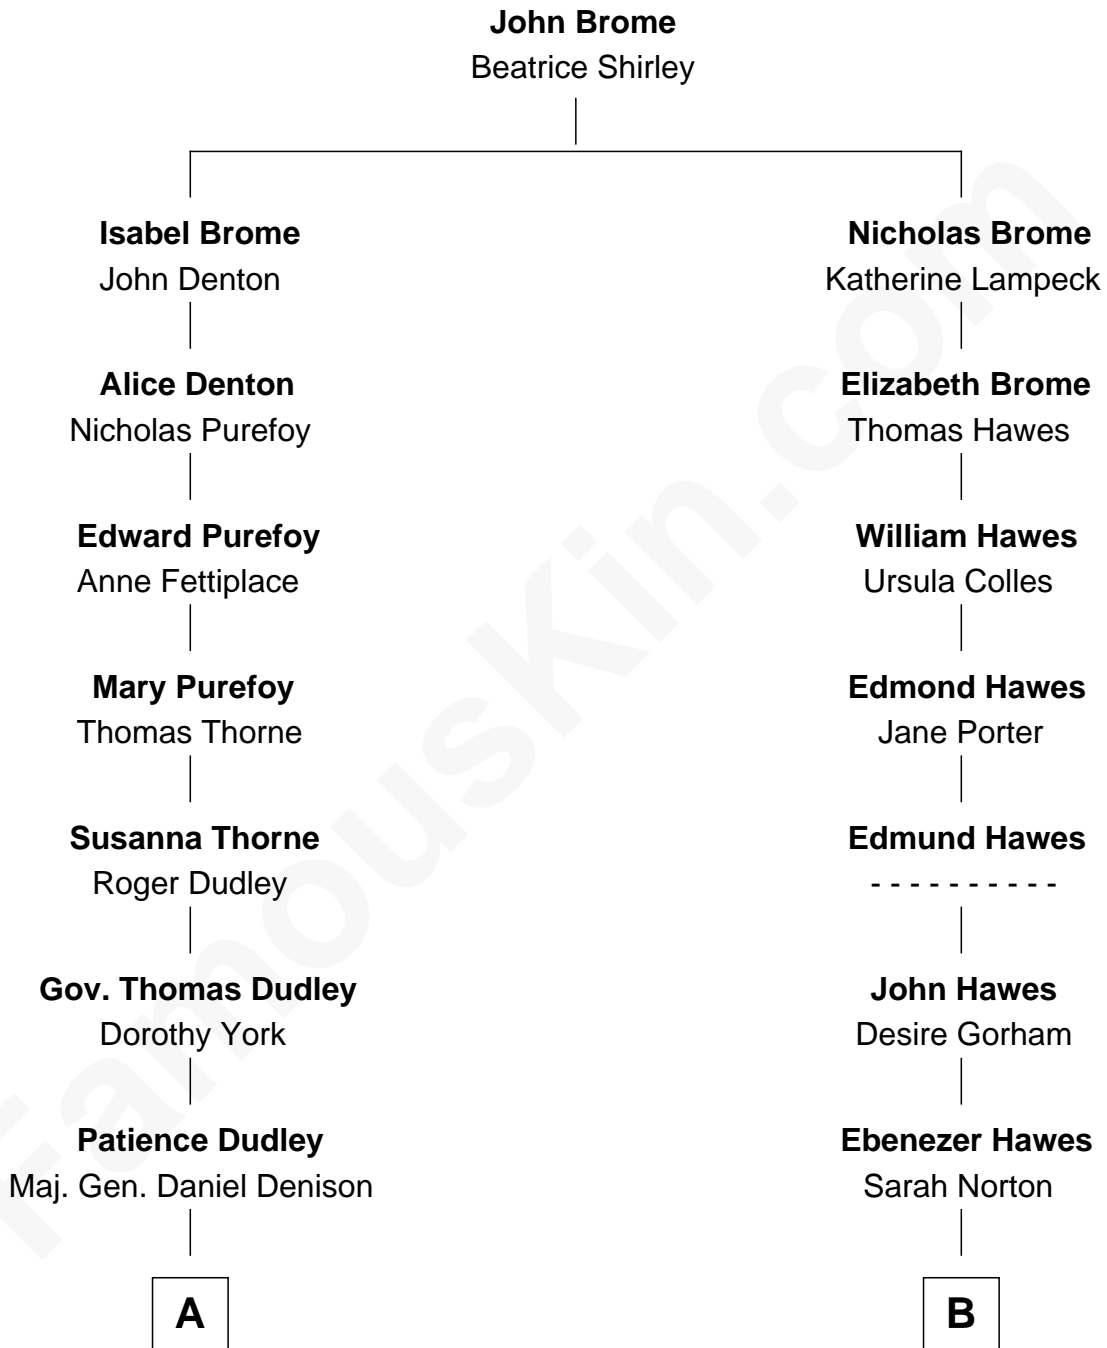 John Brome
Beatrice Shirley
Isabel Brome
John Denton
Nicholas Brome
Katherine Lampeck
Alice Denton
Nicholas Purefoy
Elizabeth Brome
Thomas Hawes
Edward Purefoy
Anne Fettiplace
William Hawes
Ursula Colles
Mary Purefoy
Thomas Thorne
Edmond Hawes
Jane Porter
Susanna Thorne
Roger Dudley
Edmund Hawes
- - - - - - - - - -
Gov. Thomas Dudley
Dorothy York
John Hawes
Desire Gorham
Patience Dudley
Maj. Gen. Daniel Denison
Ebenezer Hawes
Sarah Norton
A
B
FamousKin.com